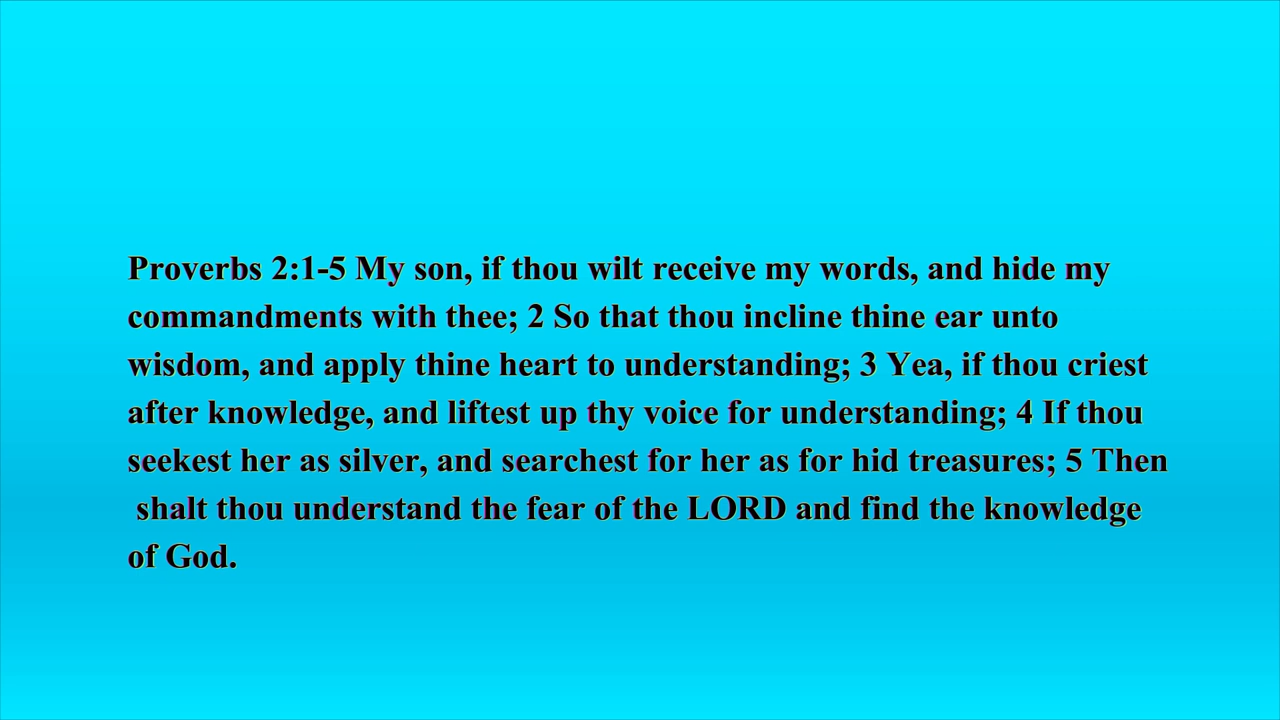 Proverbs 2:1-5 My son, if thou wilt receive my words, and hide my
commandments with thee; 2 So that thou incline thine ear unto
wisdom, and apply thine heart to understanding; 3 Yea, if thou criest
after knowledge, and liftest up thy voice for understanding; 4 If thou
seekest her as silver, and searchest for her as for hid treasures; 5 Then
shalt thou understand the fear of the LORD and find the knowledge
of God.